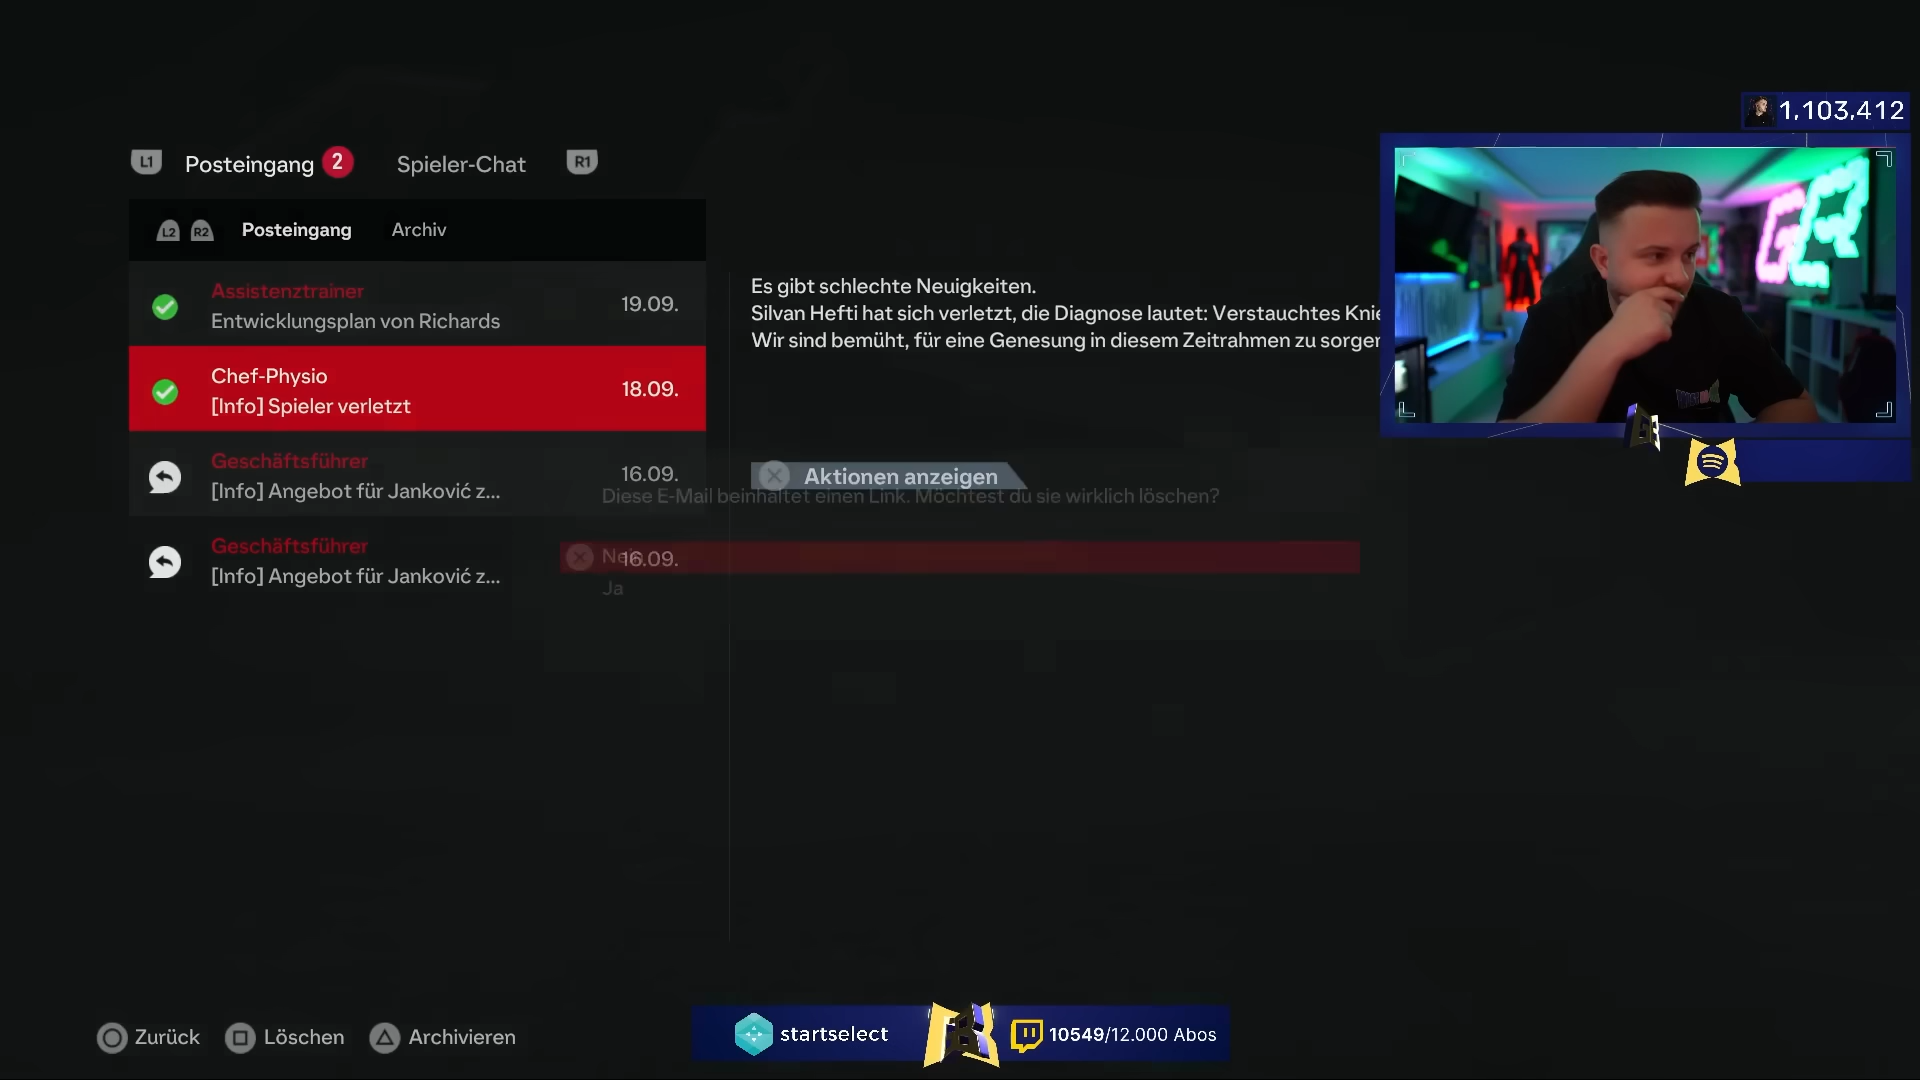 1,103,412
L1 Posteingang 2 Spieler-Chat R1
L2 R2 Posteingang Archiv
Assistenztrainer
Entwicklungsplan von Richards
19.09.
Chef-Physio
[Info] Spieler verletzt
18.09.
Geschäftsführer
[Info] Angebot für Janković z...
16.09.
Geschäftsführer
[Info] Angebot für Janković z...
16.09.
Es gibt schlechte Neuigkeiten.
Silvan Hefti hat sich verletzt, die Diagnose lautet: Verstauchtes Knie
Wir sind bemüht, für eine Genesung in diesem Zeitrahmen zu sorgen
Aktionen anzeigen
Diese E-Mail beinhaltet einen Link. Möchtest du sie wirklich löschen?
Nein
Ja
Zurück Löschen Archivieren
startselect
10549/12.000 Abos